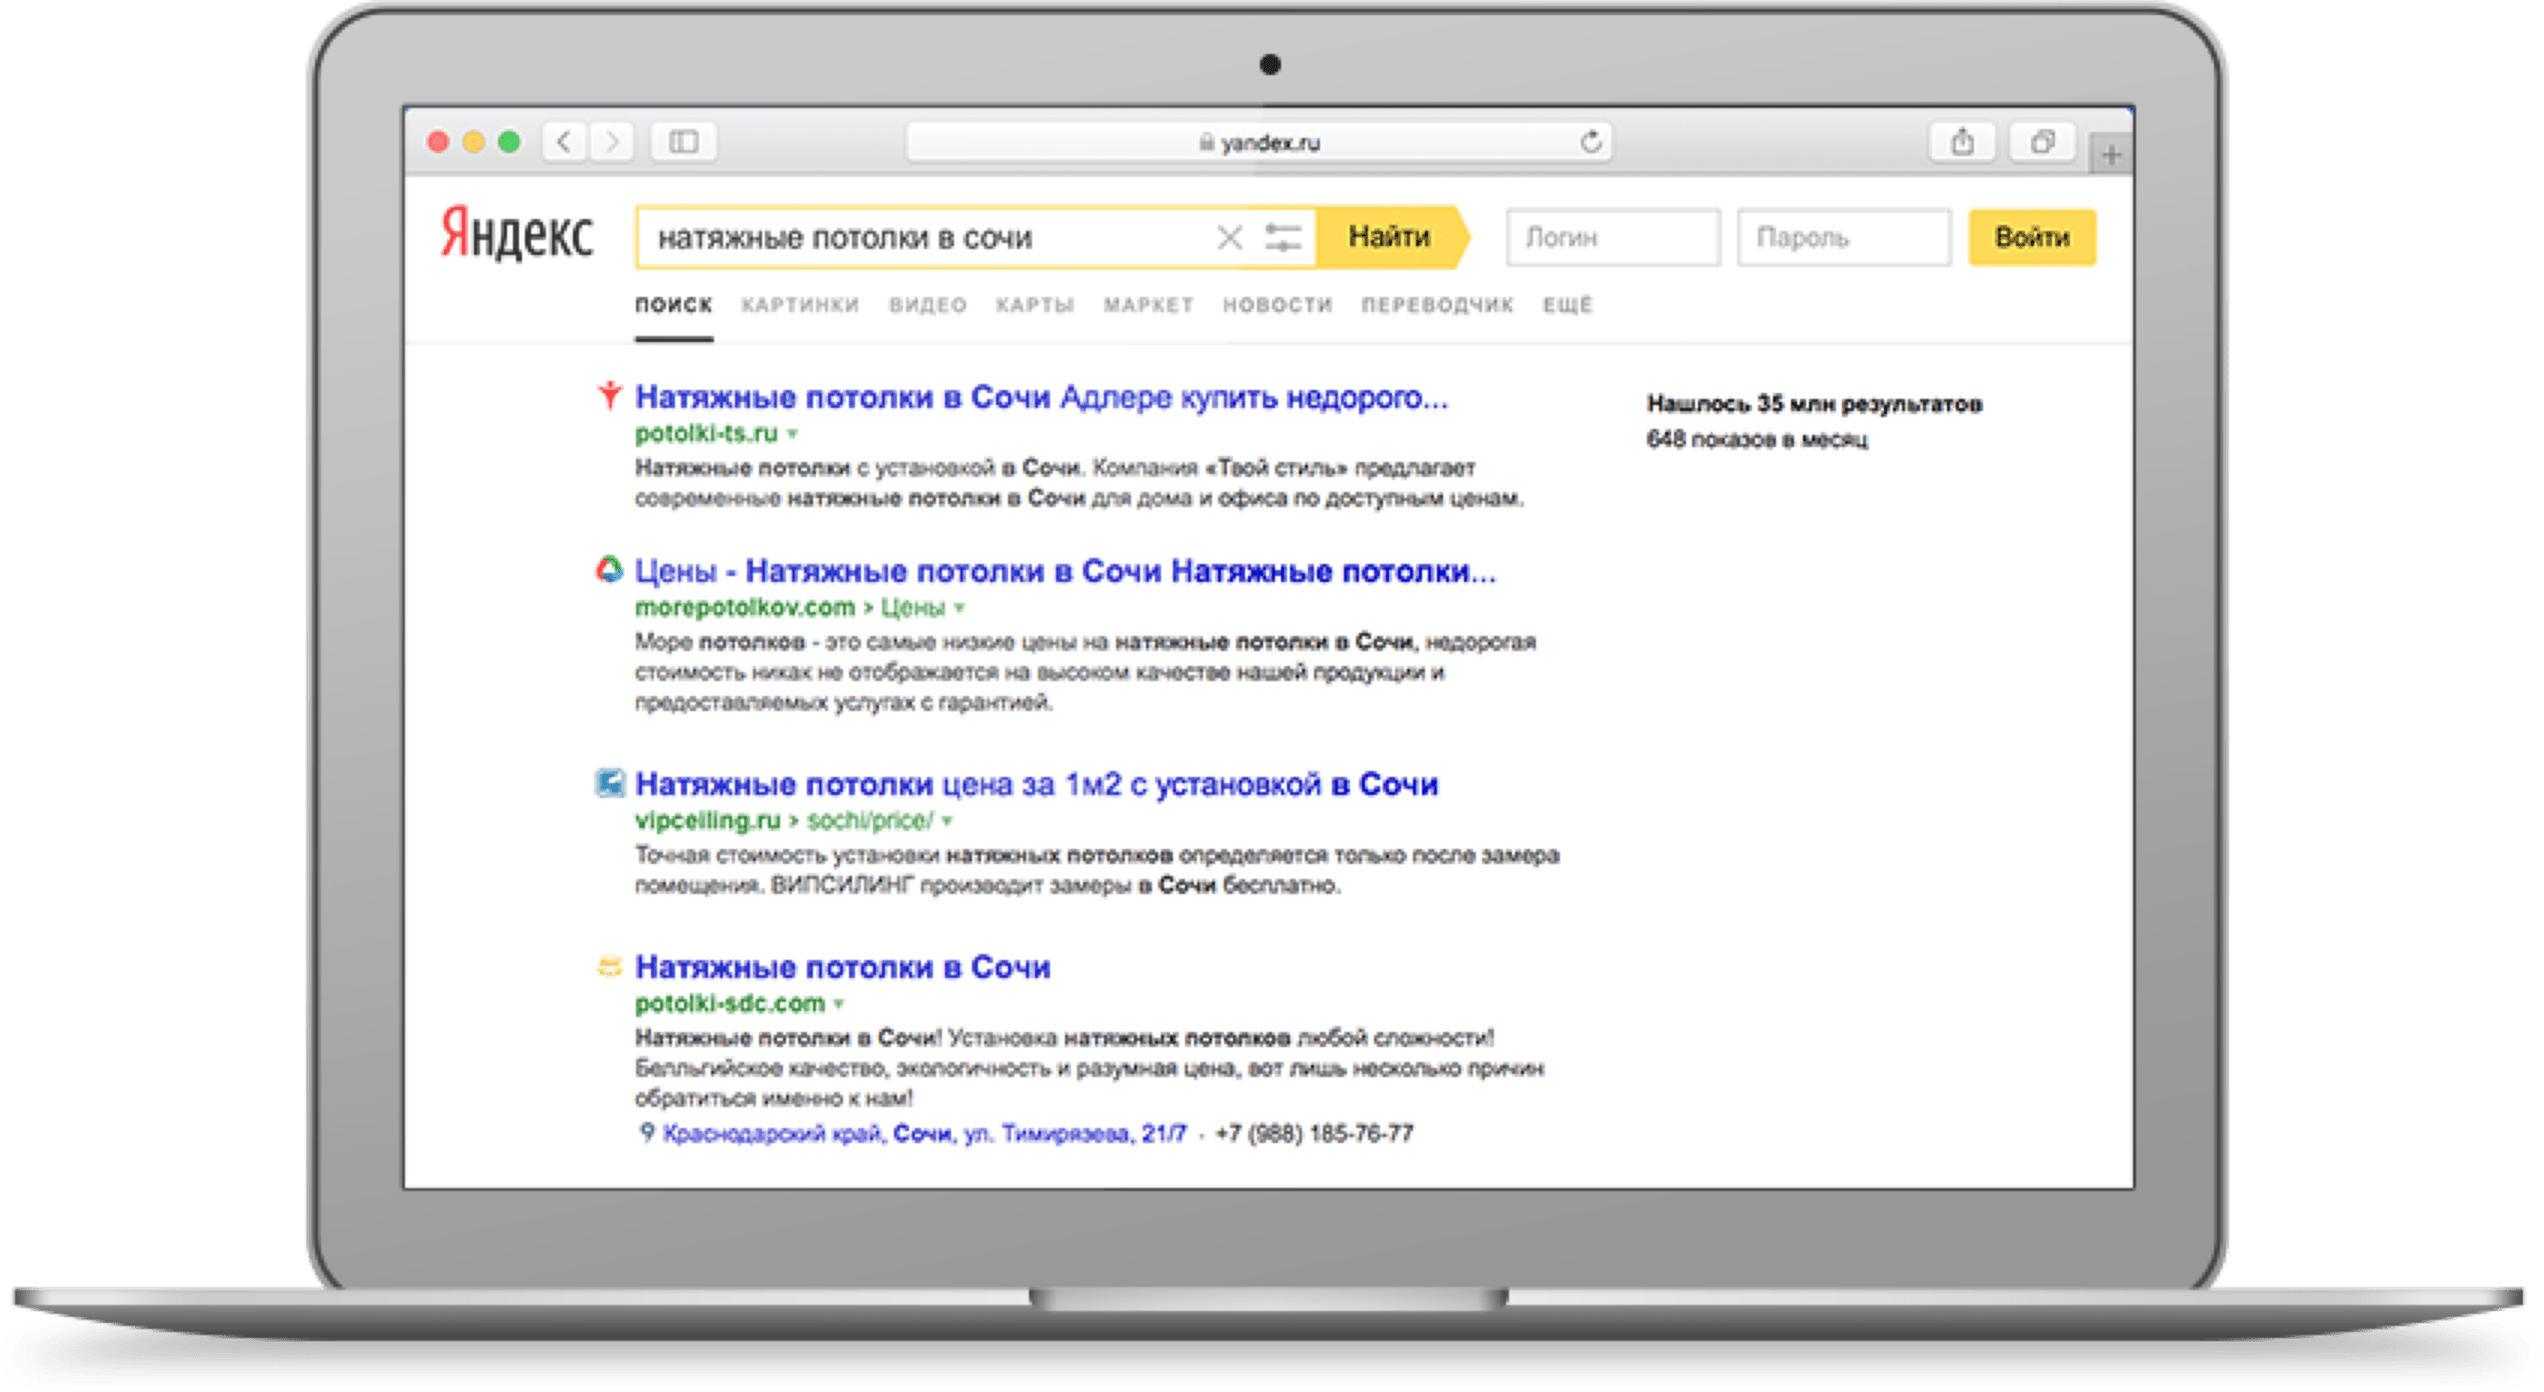 yandex.ru
Яндекс
натяжные потолки в сочи
Найти
Логин
Пароль
Войти
ПОИСК КАРТИНКИ ВИДЕО КАРТЫ МАРКЕТ НОВОСТИ ПЕРЕВОДЧИК ЕЩЁ
Натяжные потолки в Сочи Адлере купить недорого...
potolki-ts.ru
Натяжные потолки с установкой в Сочи. Компания «Твой стиль» предлагает
современные натяжные потолки в Сочи для дома и офиса по доступным ценам.
Нашлось 35 млн результатов
648 показов в месяц
Цены - Натяжные потолки в Сочи Натяжные потолки...
morepotolkov.com › Цены
Море потолков - это самые низкие цены на натяжные потолки в Сочи, недорогая
стоимость никак не отображается на высоком качестве нашей продукции и
предоставляемых услугах с гарантией.
Натяжные потолки цена за 1м2 с установкой в Сочи
vipceiling.ru › sochi/price/
Точная стоимость установки натяжных потолков определяется только после замера
помещения. ВИПСИЛИНГ производит замеры в Сочи бесплатно.
Натяжные потолки в Сочи
potolki-sdc.com
Натяжные потолки в Сочи! Установка натяжных потолков любой сложности!
Белльгийское качество, экологичность и разумная цена, вот лишь несколько причин
обратиться именно к нам!
Краснодарский край, Сочи, ул. Тимирязева, 21/7 · +7 (988) 185-76-77